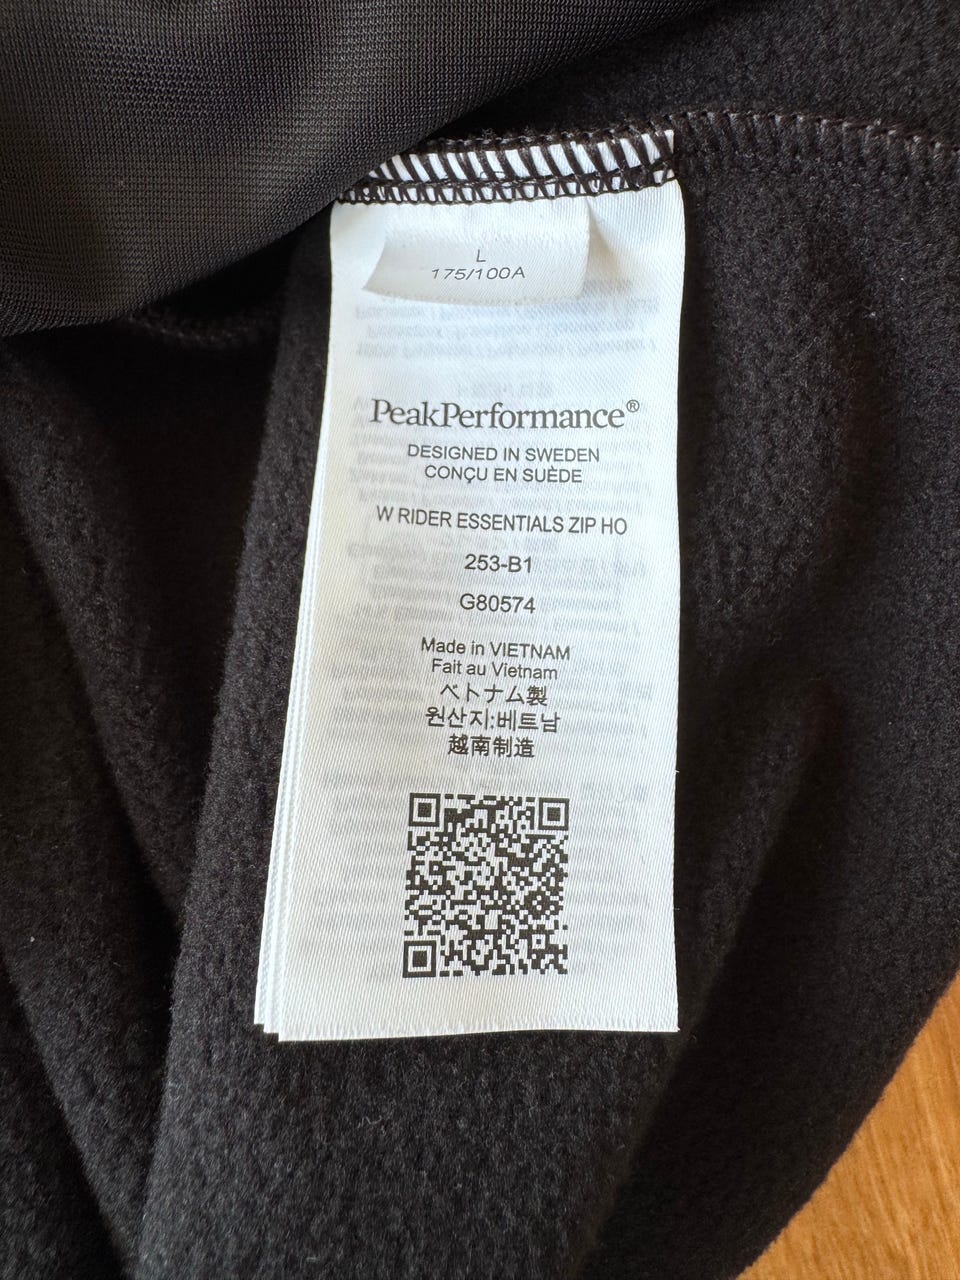 L
175/100A
PeakPerformance®
DESIGNED IN SWEDEN
CONÇU EN SUÈDE
W RIDER ESSENTIALS ZIP HO
253-B1
G80574
Made in VIETNAM
Fait au Vietnam
ベトナム製
원산지:베트남
越南制造